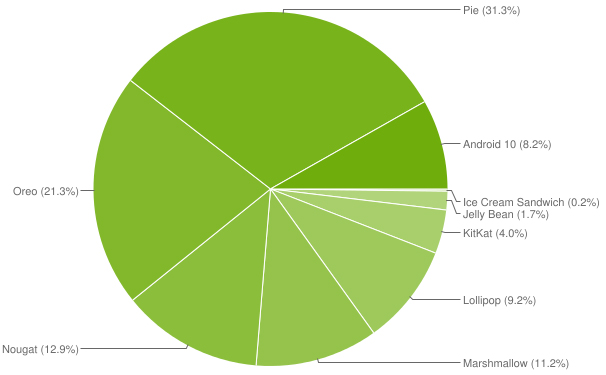 Pie (31.3%)
Android 10 (8.2%)
Oreo (21.3%)
Ice Cream Sandwich (0.2%)
Jelly Bean (1.7%)
KitKat (4.0%)
Lollipop (9.2%)
Nougat (12.9%)
Marshmallow (11.2%)